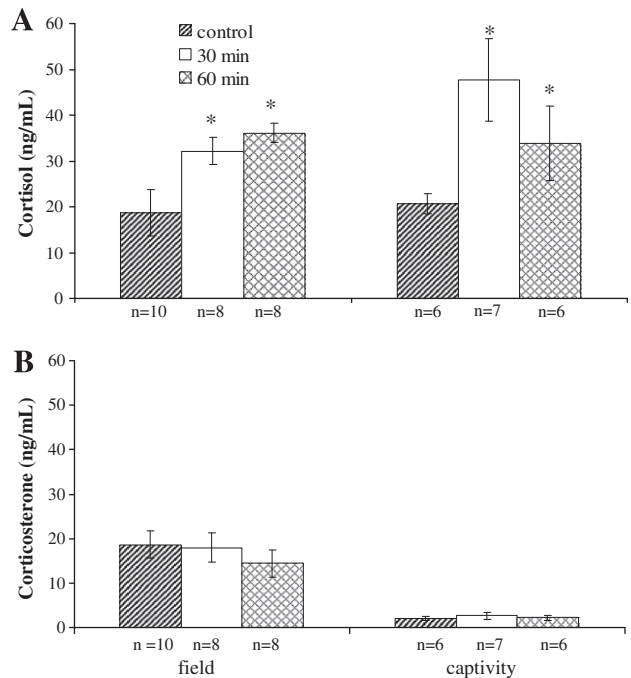 A
Cortisol (ng/mL)
60
50
40
30
20
10
0
control
30 min
60 min
*
*
*
*
n=10
n=8
n=8
n=6
n=7
n=6
B
Corticosterone (ng/mL)
60
50
40
30
20
10
0
n =10
n=8
n=8
n=6
n=7
n=6
field
captivity